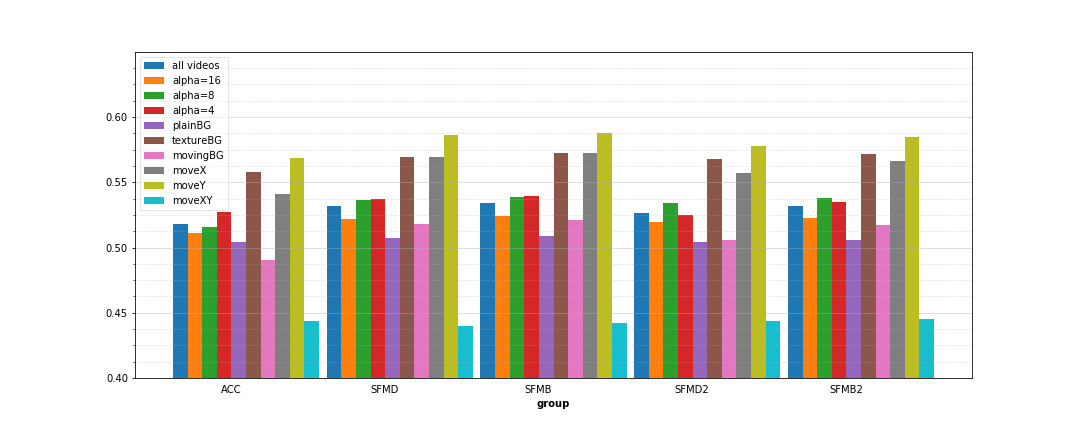 all videos
alpha=16
alpha=8
alpha=4
plainBG
textureBG
movingBG
moveX
moveY
moveXY
0.60
0.55
0.50
0.45
0.40
ACC SFMD SFMB SFMD2 SFMB2
group